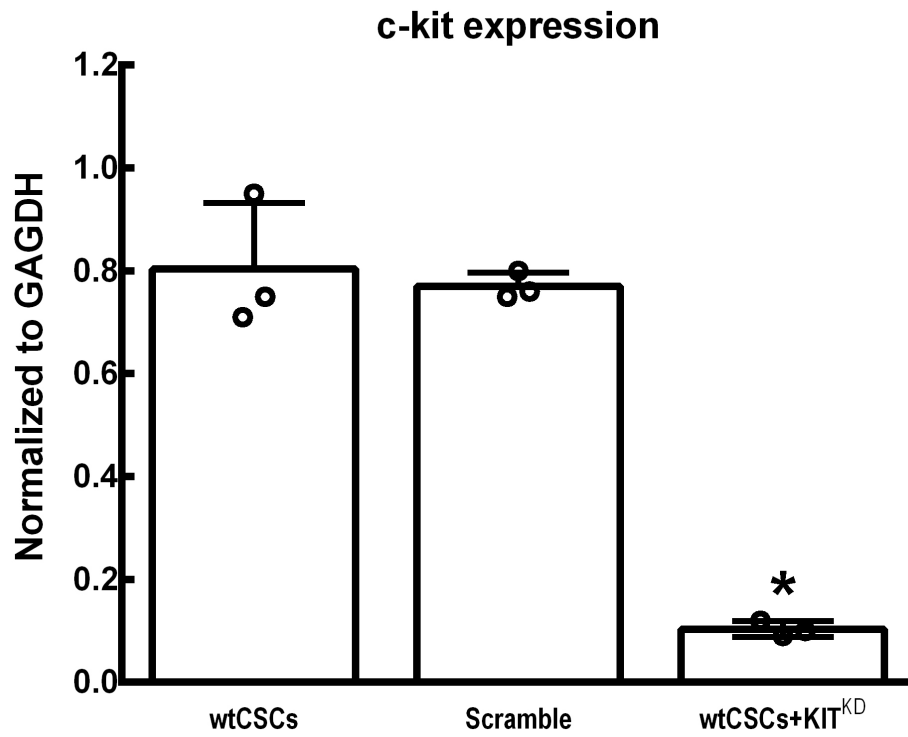 c-kit expression
Normalized to GAGDH
1.2
1.0
0.8
0.6
0.4
0.2
0.0
*
wtCSCs
Scramble
wtCSCs+KIT^KD